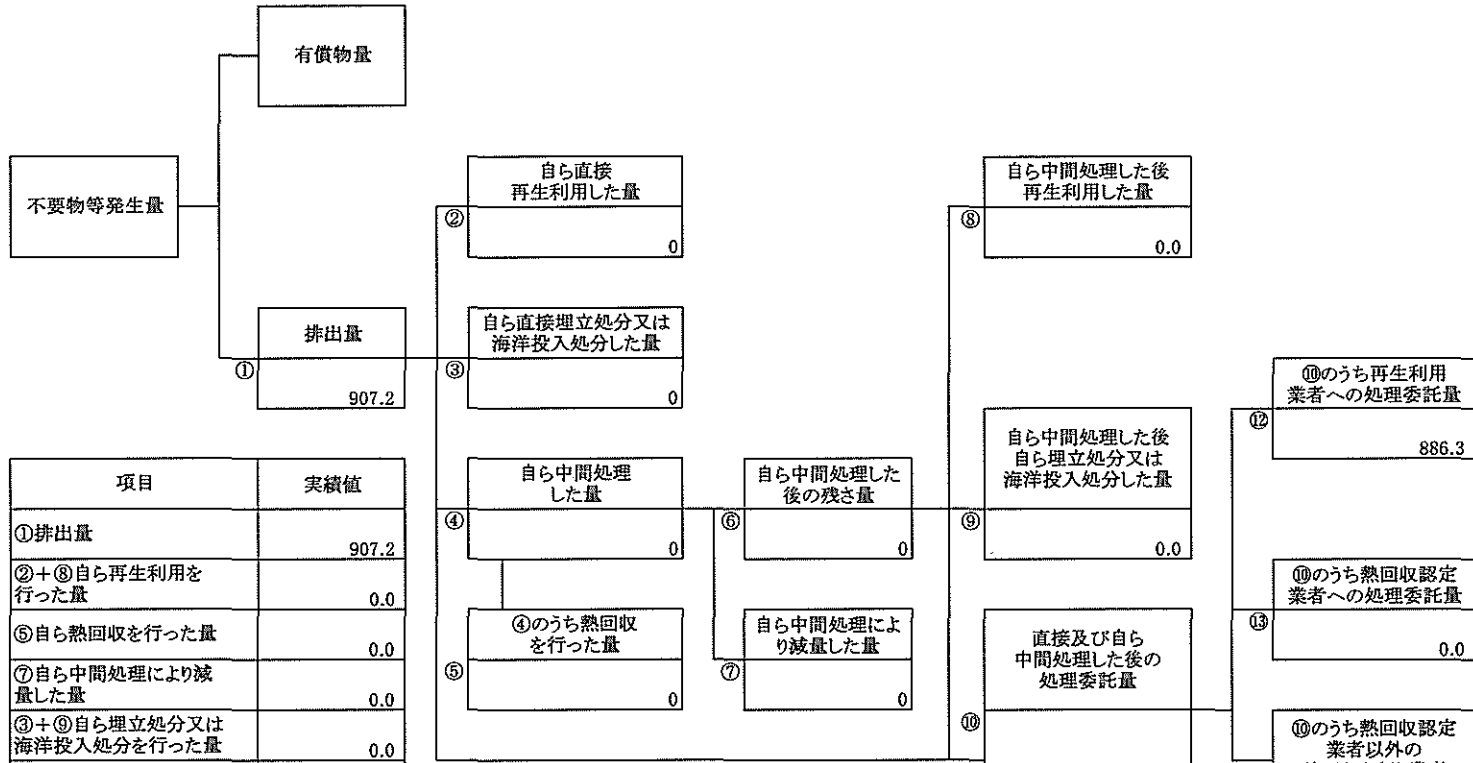 有償物量
不要物等発生量
自ら直接
再生利用した量
②
0
自ら中間処理した後
再生利用した量
⑧
0.0
排出量
①
907.2
自ら直接埋立処分又は
海洋投入処分した量
③
0
⑩のうち再生利用
業者への処理委託量
⑫
886.3
自ら中間処理
した量
④
0
自ら中間処理した
後の残さ量
⑥
0
自ら中間処理した後
自ら埋立処分又は
海洋投入処分した量
⑨
0.0
④のうち熱回収
を行った量
⑤
0
自ら中間処理によ
り減量した量
⑦
0
直接及び自ら
中間処理した後の
処理委託量
⑩
⑩のうち熱回収認定
業者への処理委託量
⑬
0.0
⑩のうち熱回収認定
業者以外の
項目
実績値
①排出量
907.2
②+⑧自ら再生利用を
行った量
0.0
⑤自ら熱回収を行った量
0.0
⑦自ら中間処理により減
量した量
0.0
③+⑨自ら埋立処分又は
海洋投入処分を行った量
0.0